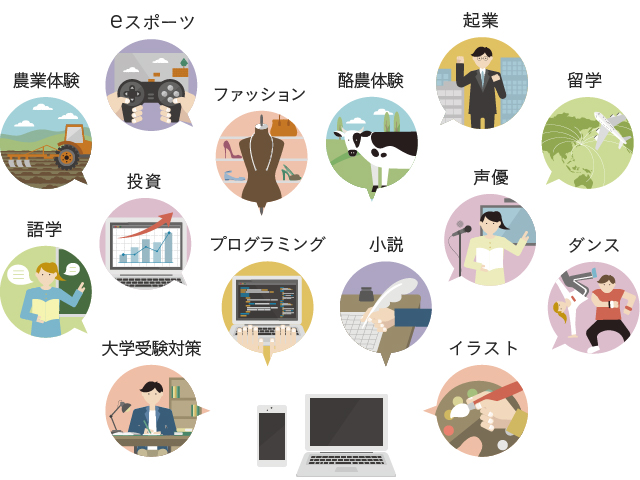 eスポーツ
起業
農業体験
ファッション
酪農体験
留学
投資
声優
語学
プログラミング
小説
ダンス
大学受験対策
イラスト